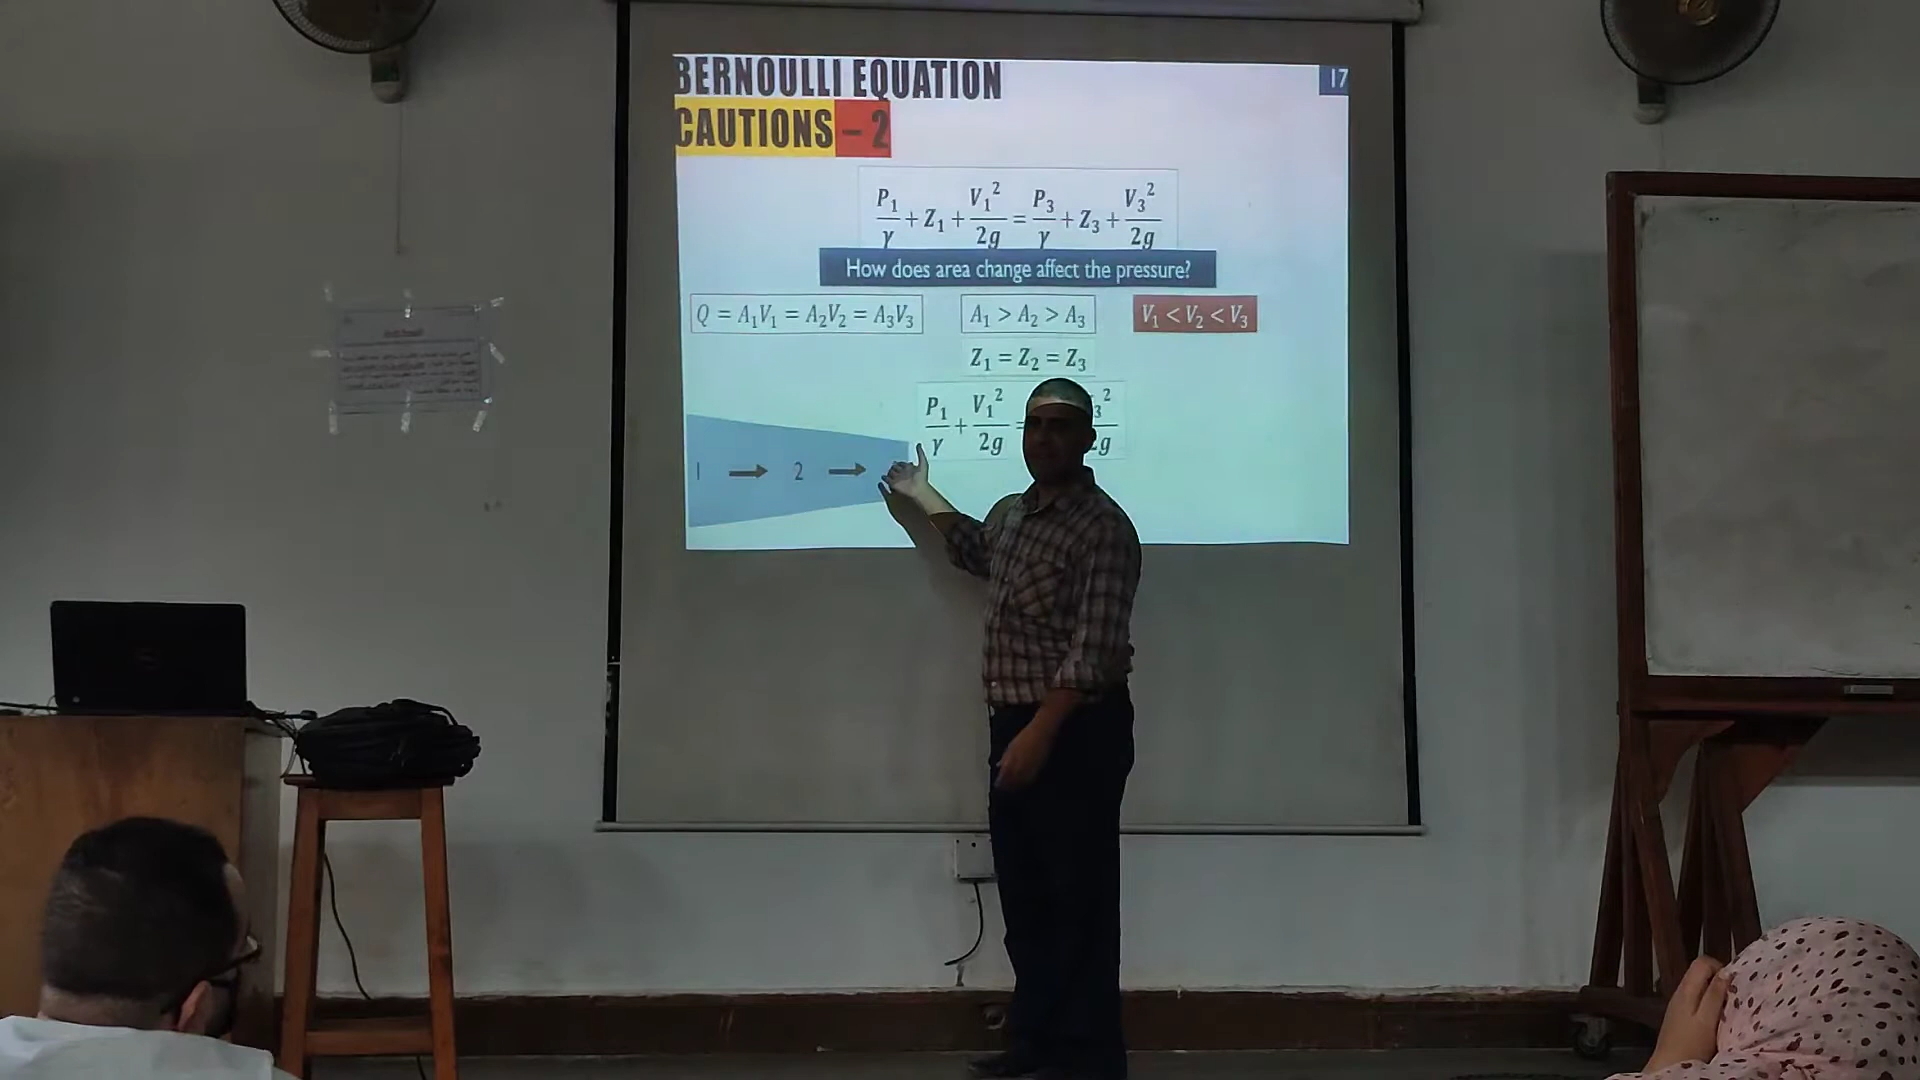 BERNOULLI EQUATION
17
CAUTIONS – 2
P₁/γ + Z₁ + V₁²/2g = P₃/γ + Z₃ + V₃²/2g
How does area change affect the pressure?
Q = A₁V₁ = A₂V₂ = A₃V₃
A₁ > A₂ > A₃
V₁ < V₂ < V₃
Z₁ = Z₂ = Z₃
P₁/γ + V₁²/2g =
1 → 2 →